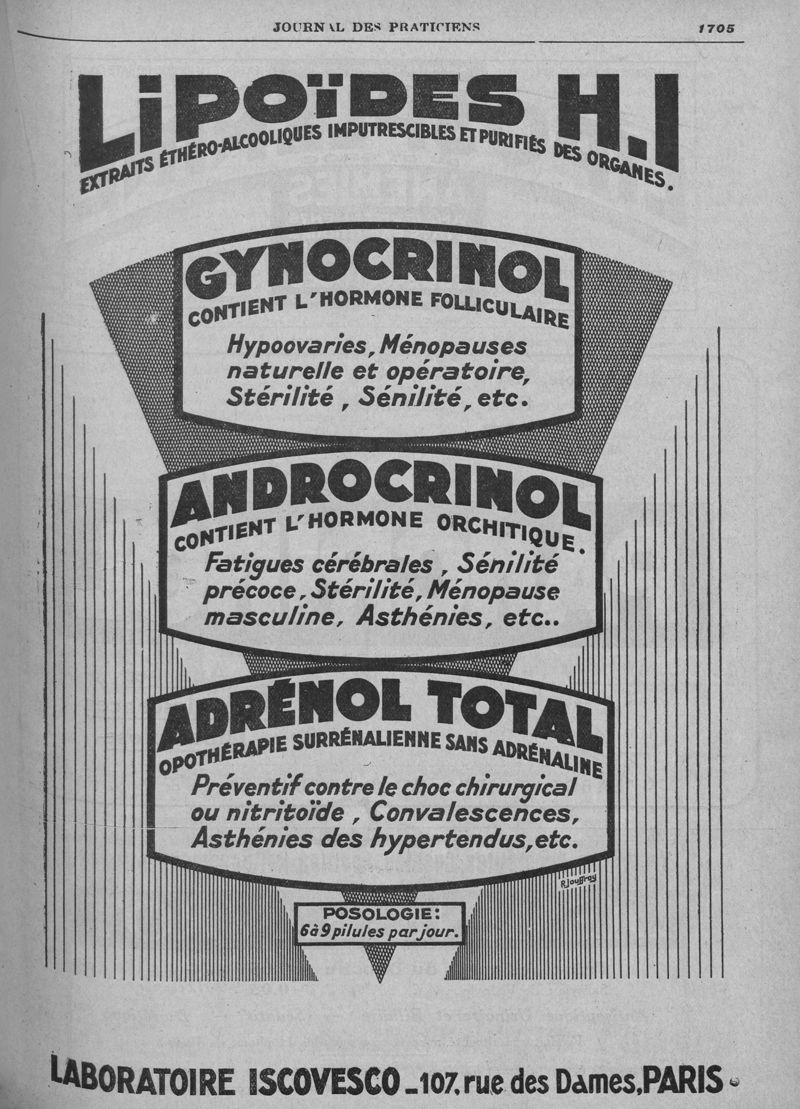 JOURNAL DES PRATICIENS 1705
LiPOÏDES H.I
EXTRAITS ÉTHÉRO-ALCOOLIQUES IMPUTRESCIBLES ET PURIFIÉS DES ORGANES.
GYNOCRINOL
CONTIENT L'HORMONE FOLLICULAIRE
Hypoovaries, Ménopauses
naturelle et opératoire,
Stérilité, Sénilité, etc.
ANDROCRINOL
CONTIENT L'HORMONE ORCHITIQUE.
Fatigues cérébrales, Sénilité
précoce, Stérilité, Ménopause
masculine, Asthénies, etc..
ADRÉNOL TOTAL
OPOTHÉRAPIE SURRÉNALIENNE SANS ADRÉNALINE
Préventif contre le choc chirurgical
ou nitritoïde, Convalescences,
Asthénies des hypertendus, etc.
R. Jouffroy
POSOLOGIE:
6 à 9 pilules par jour.
LABORATOIRE ISCOVESCO_107, rue des Dames, PARIS